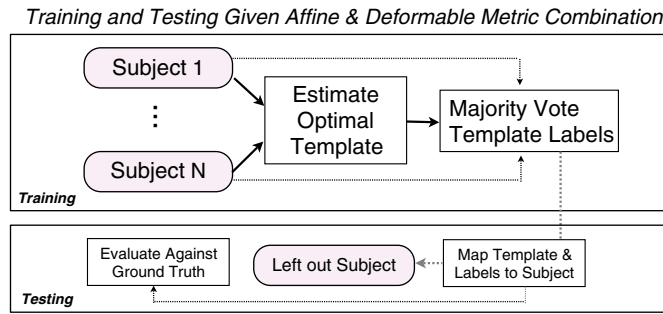 Training and Testing Given Affine & Deformable Metric Combination
Subject 1
...
Subject N
Estimate
Optimal
Template
Majority Vote
Template Labels
Training
Evaluate Against
Ground Truth
Left out Subject
Map Template &
Labels to Subject
Testing